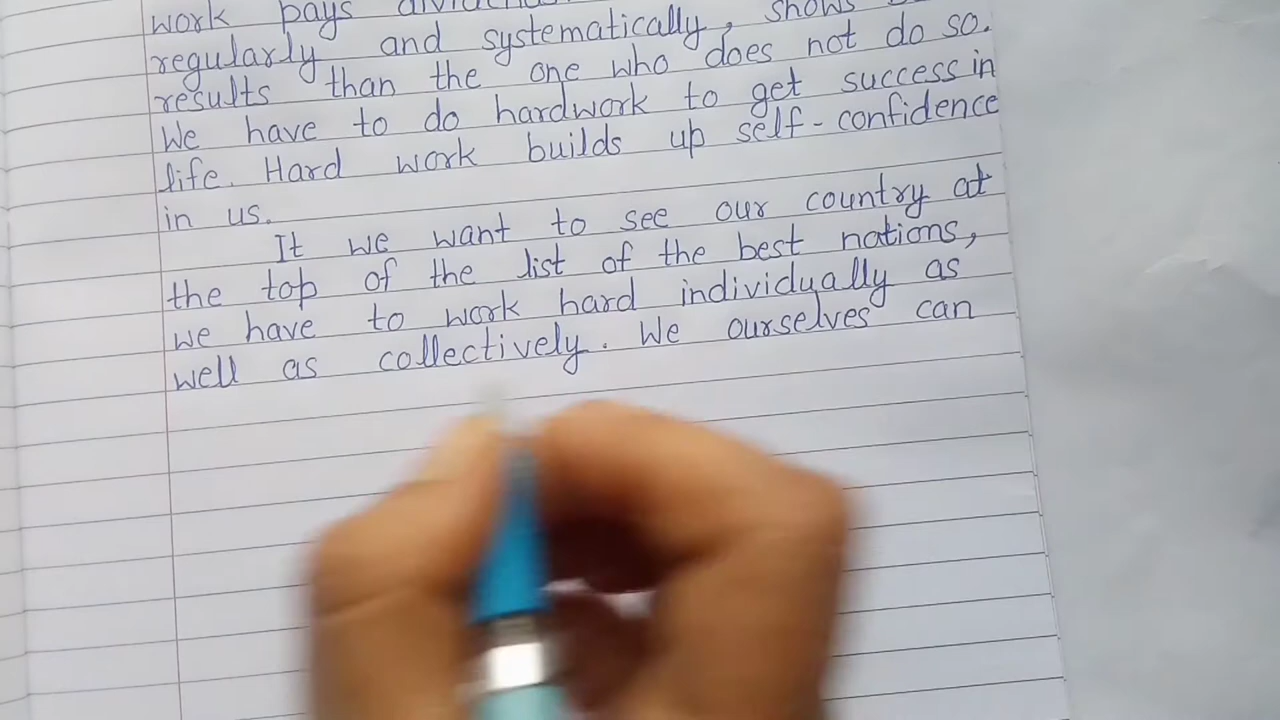 work pays
regularly and systematically, shows
results than the one who does not do so.
We have to do hardwork to get success in
life. Hard work builds up self-confidence
in us.
It we want to see our country at
the top of the list of the best nations,
we have to work hard individually as
well as collectively. We ourselves can